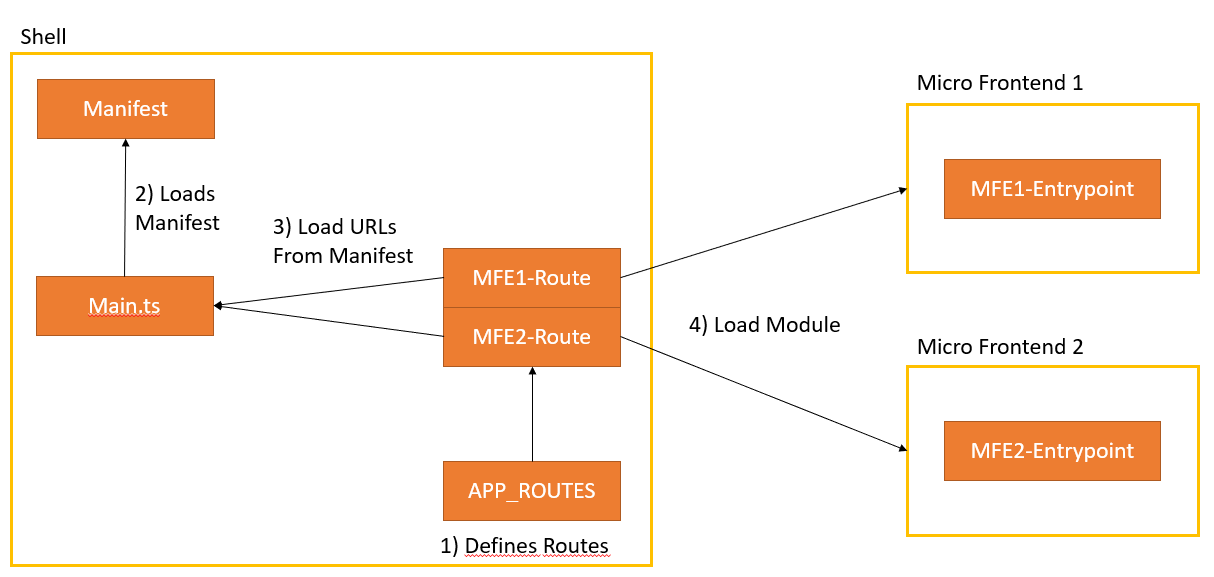 Shell
Manifest
2) Loads
Manifest
Main.ts
3) Load URLs
From Manifest
MFE1-Route
MFE2-Route
APP_ROUTES
1) Defines Routes
4) Load Module
Micro Frontend 1
MFE1-Entrypoint
Micro Frontend 2
MFE2-Entrypoint